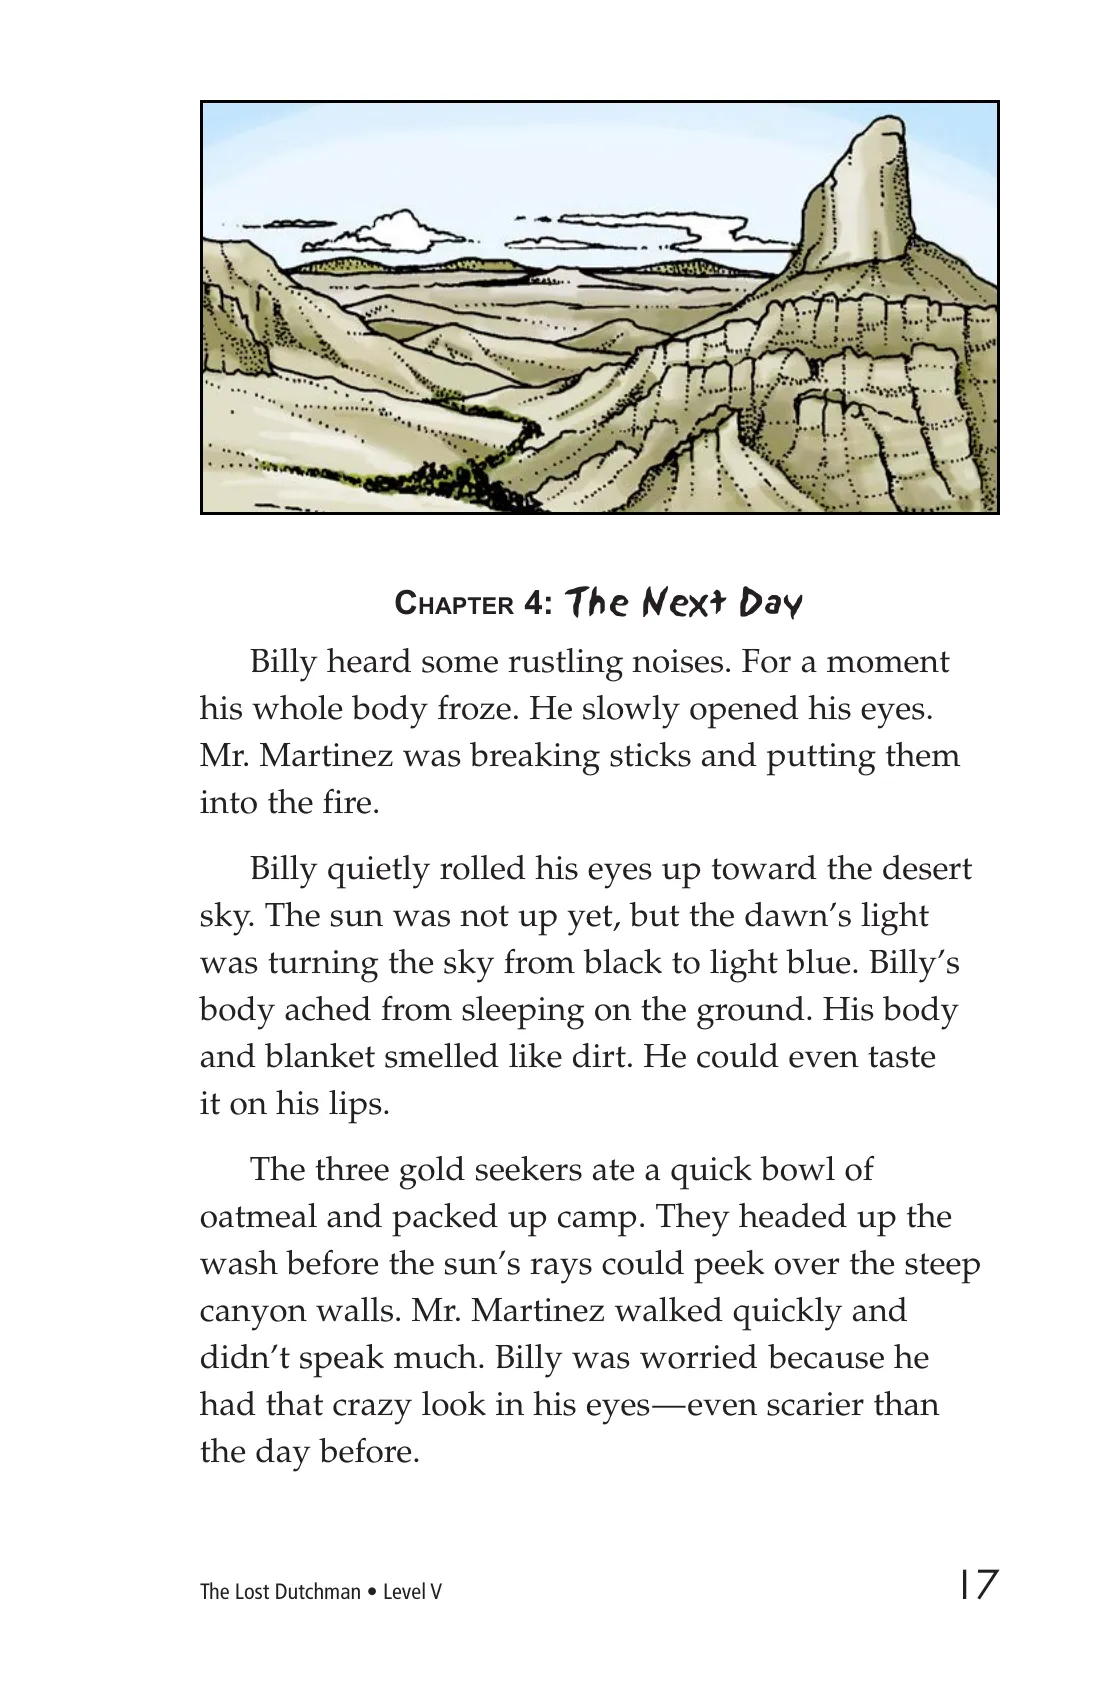 Chapter 4: The Next Day
Billy heard some rustling noises. For a moment
his whole body froze. He slowly opened his eyes.
Mr. Martinez was breaking sticks and putting them
into the fire.
Billy quietly rolled his eyes up toward the desert
sky. The sun was not up yet, but the dawn’s light
was turning the sky from black to light blue. Billy’s
body ached from sleeping on the ground. His body
and blanket smelled like dirt. He could even taste
it on his lips.
The three gold seekers ate a quick bowl of
oatmeal and packed up camp. They headed up the
wash before the sun’s rays could peek over the steep
canyon walls. Mr. Martinez walked quickly and
didn’t speak much. Billy was worried because he
had that crazy look in his eyes—even scarier than
the day before.
The Lost Dutchman • Level V
17